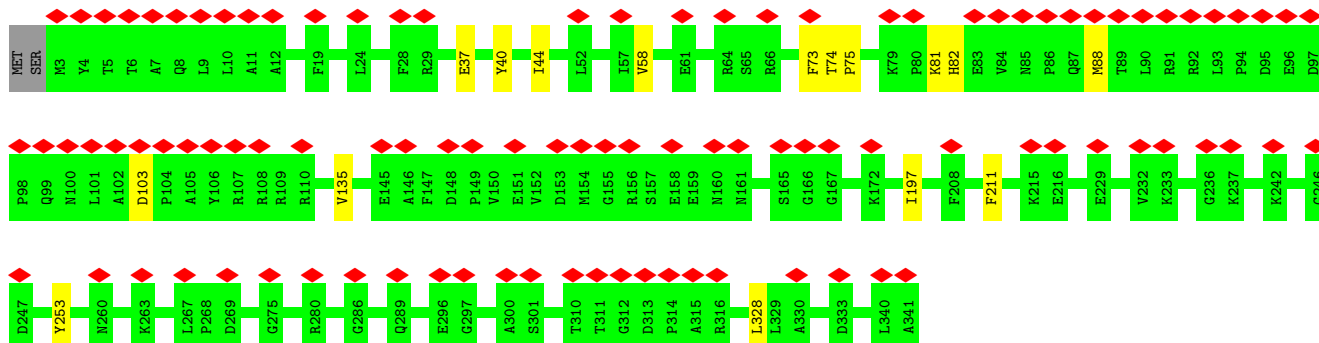 MET SER M3 Y4 T5 T6 A7 Q8 L9 L10 A11 A12 F19 L24 F28 R29 E37 Y40 I44 L52 I57 V58 E61 R64 S65 R66 F73 T74 P75 K79 P80 K81 H82 E83 V84 N85 P86 Q87 M88 T89 L90 R91 R92 L93 P94 D95 E96 D97
P98 Q99 N100 L101 A102 D103 P104 A105 Y106 R107 R108 R109 R110 V135 E145 A146 F147 D148 P149 V150 E151 V152 D153 M154 G155 R156 S157 E158 E159 N160 N161 S165 G166 G167 K172 I197 F208 F211 K215 E216 E229 V232 K233 G236 K237 K242 G246
D247 Y253 N260 K263 L267 P268 D269 G275 R280 G286 Q289 E296 G297 A300 S301 T310 T311 G312 D313 P314 A315 R316 L328 L329 A330 D333 L340 A341